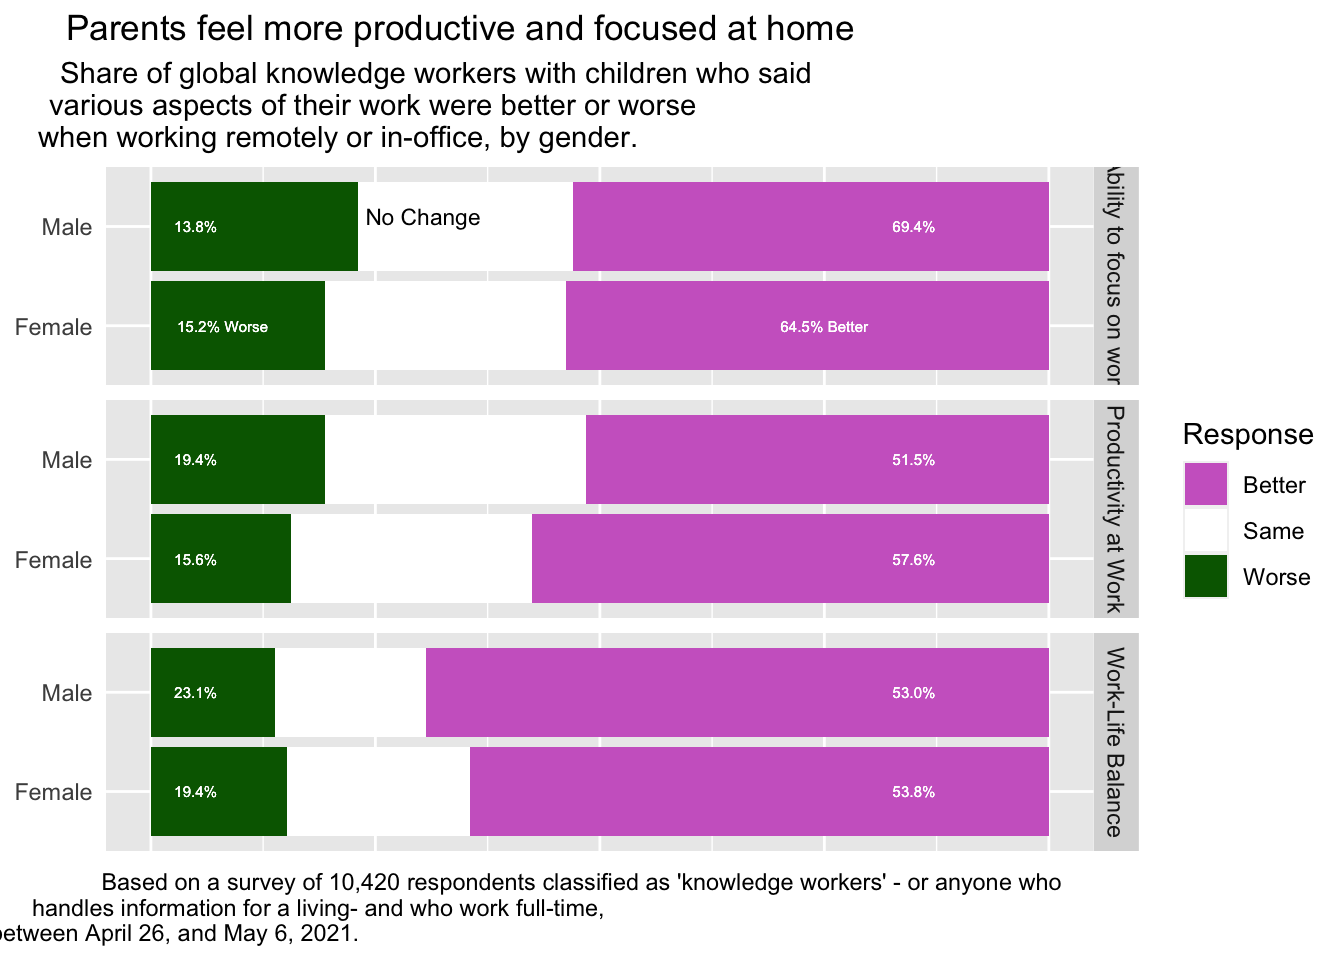 Parents feel more productive and focused at home
Share of global knowledge workers with children who said
various aspects of their work were better or worse
when working remotely or in-office, by gender.
Male
13.8%
No Change
69.4%
Female
15.2% Worse
64.5% Better
Ability to focus on wor
Male
19.4%
51.5%
Female
15.6%
57.6%
Productivity at Work
Male
23.1%
53.0%
Female
19.4%
53.8%
Work-Life Balance
Response
Better
Same
Worse
Based on a survey of 10,420 respondents classified as 'knowledge workers' - or anyone who
handles information for a living- and who work full-time,
between April 26, and May 6, 2021.